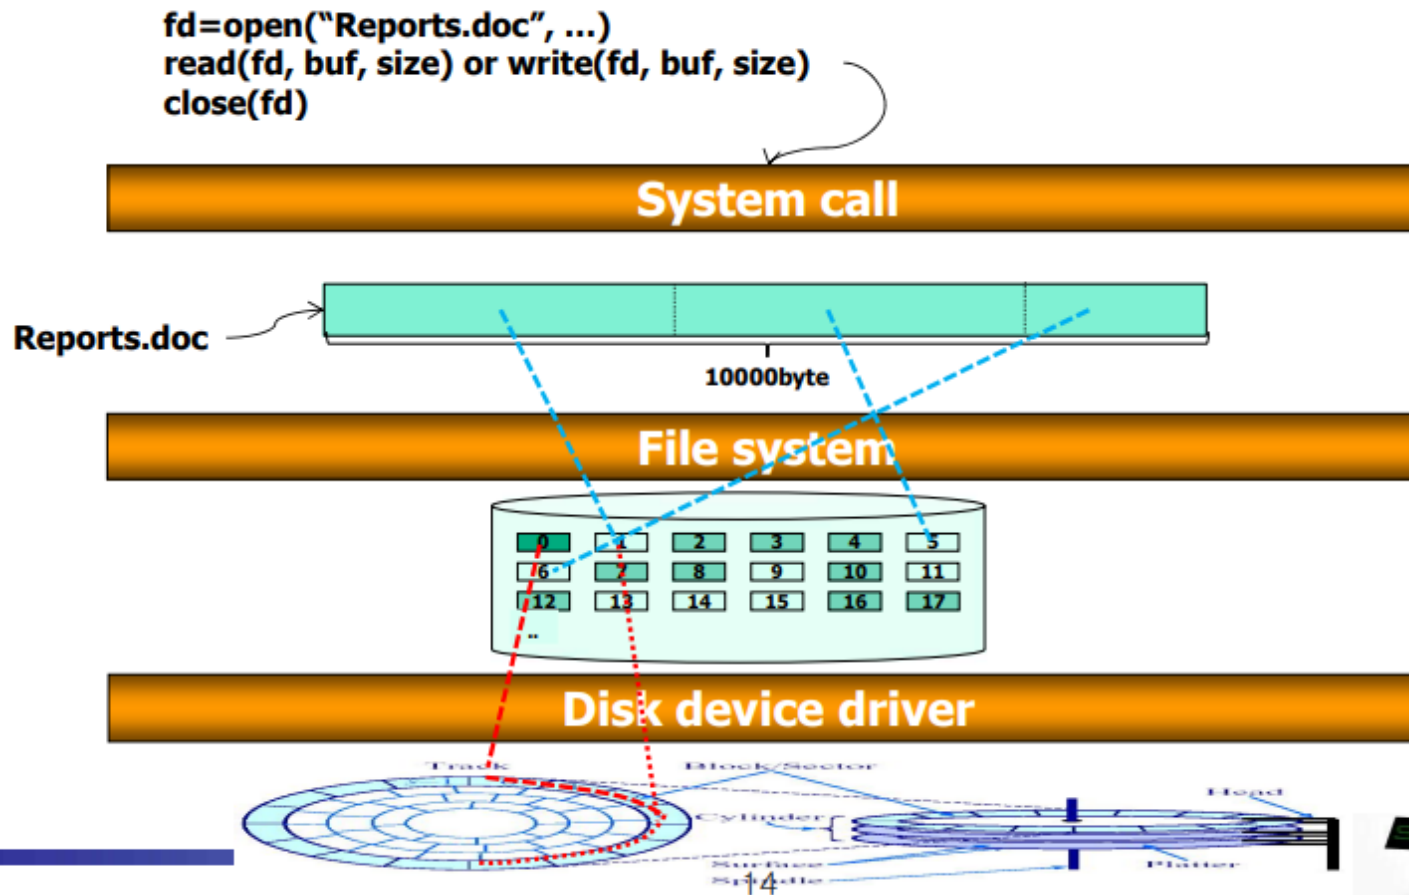 fd=open(“Reports.doc”, …)
read(fd, buf, size) or write(fd, buf, size)
close(fd)
System call
Reports.doc
10000byte
File system
0 1 2 3 4 5
6 7 8 9 10 11
12 13 14 15 16 17
..
Disk device driver
Track Block/Sector
Head
Cylinder
Surface Platter
Spindle
14